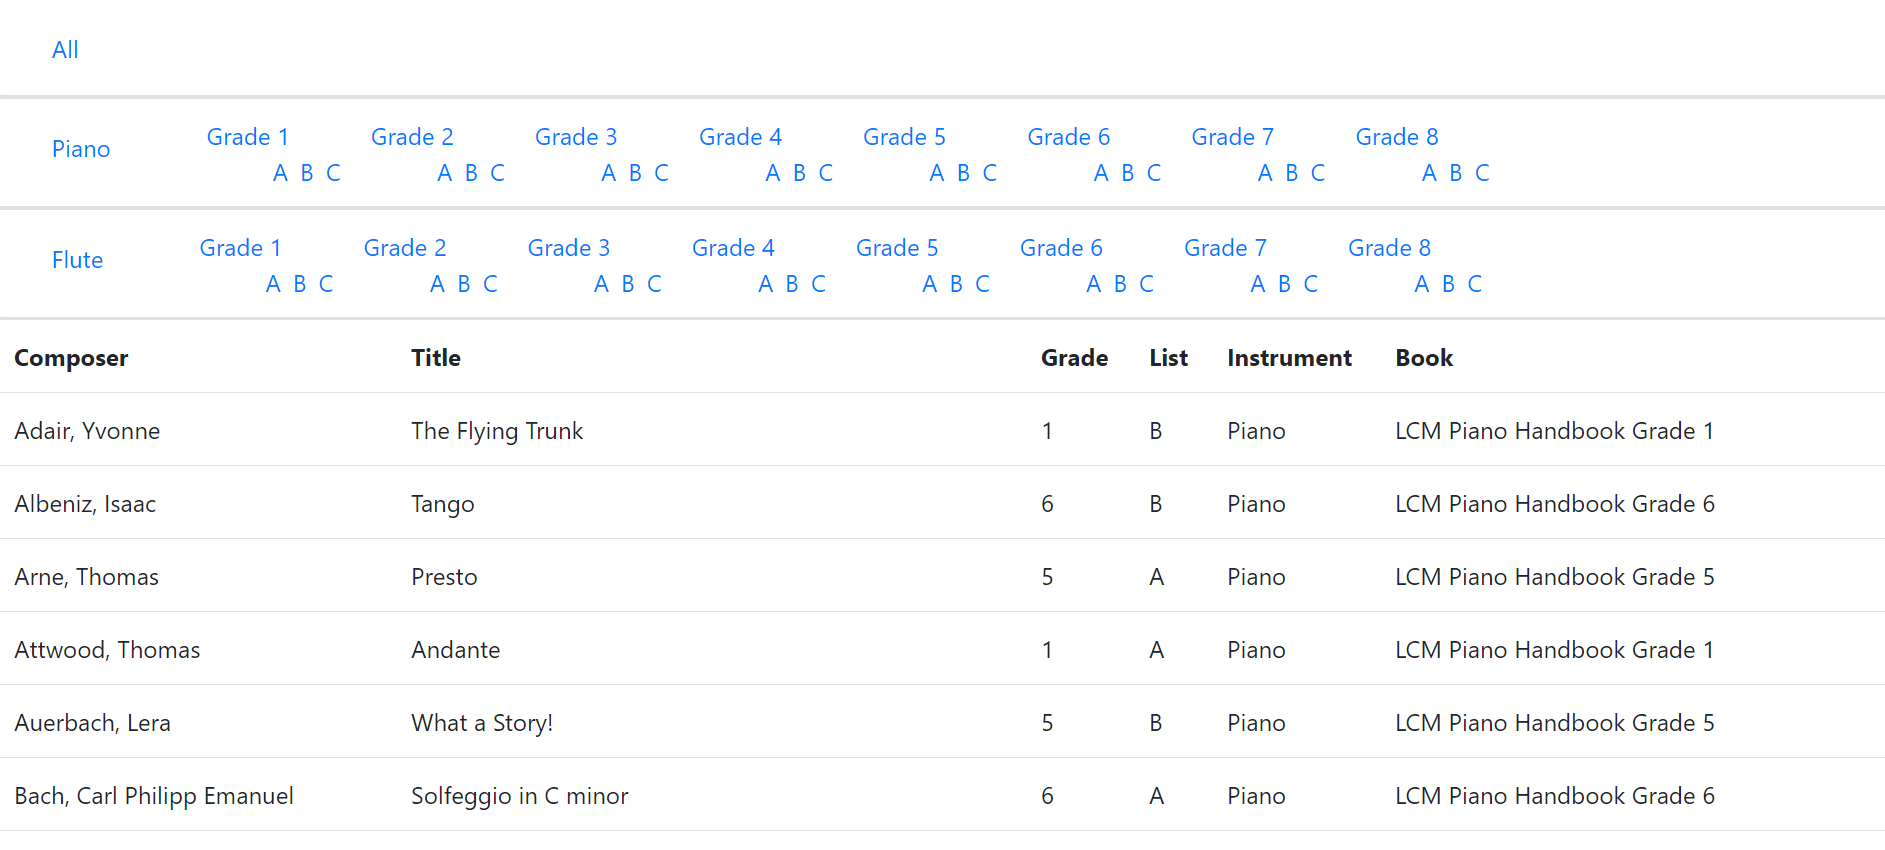 All
Piano Grade 1 Grade 2 Grade 3 Grade 4 Grade 5 Grade 6 Grade 7 Grade 8
A B C A B C A B C A B C A B C A B C A B C A B C
Flute Grade 1 Grade 2 Grade 3 Grade 4 Grade 5 Grade 6 Grade 7 Grade 8
A B C A B C A B C A B C A B C A B C A B C A B C
Composer Title Grade List Instrument Book
Adair, Yvonne The Flying Trunk 1 B Piano LCM Piano Handbook Grade 1
Albeniz, Isaac Tango 6 B Piano LCM Piano Handbook Grade 6
Arne, Thomas Presto 5 A Piano LCM Piano Handbook Grade 5
Attwood, Thomas Andante 1 A Piano LCM Piano Handbook Grade 1
Auerbach, Lera What a Story! 5 B Piano LCM Piano Handbook Grade 5
Bach, Carl Philipp Emanuel Solfeggio in C minor 6 A Piano LCM Piano Handbook Grade 6